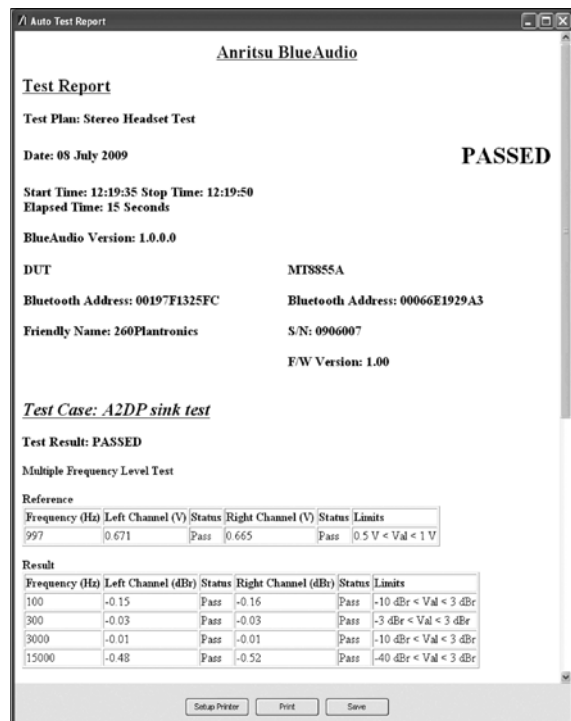 Auto Test Report
Anritsu BlueAudio
Test Report
Test Plan: Stereo Headset Test
Date: 08 July 2009
PASSED
Start Time: 12:19:35 Stop Time: 12:19:50
Elapsed Time: 15 Seconds
BlueAudio Version: 1.0.0.0
DUT MT8855A
Bluetooth Address: 00197F1325FC Bluetooth Address: 00066E1929A3
Friendly Name: 260Plantronics S/N: 0906007
F/W Version: 1.00
Test Case: A2DP sink test
Test Result: PASSED
Multiple Frequency Level Test
Reference
Frequency (Hz) Left Channel (V) Status Right Channel (V) Status Limits
997 0.671 Pass 0.665 Pass 0.5 V < Val < 1 V
Result
Frequency (Hz) Left Channel (dBr) Status Right Channel (dBr) Status Limits
100 -0.15 Pass -0.16 Pass -10 dBr < Val < 3 dBr
300 -0.03 Pass -0.03 Pass -3 dBr < Val < 3 dBr
3000 -0.01 Pass -0.01 Pass -10 dBr < Val < 3 dBr
15000 -0.48 Pass -0.52 Pass -40 dBr < Val < 3 dBr
Setup Printer Print Save